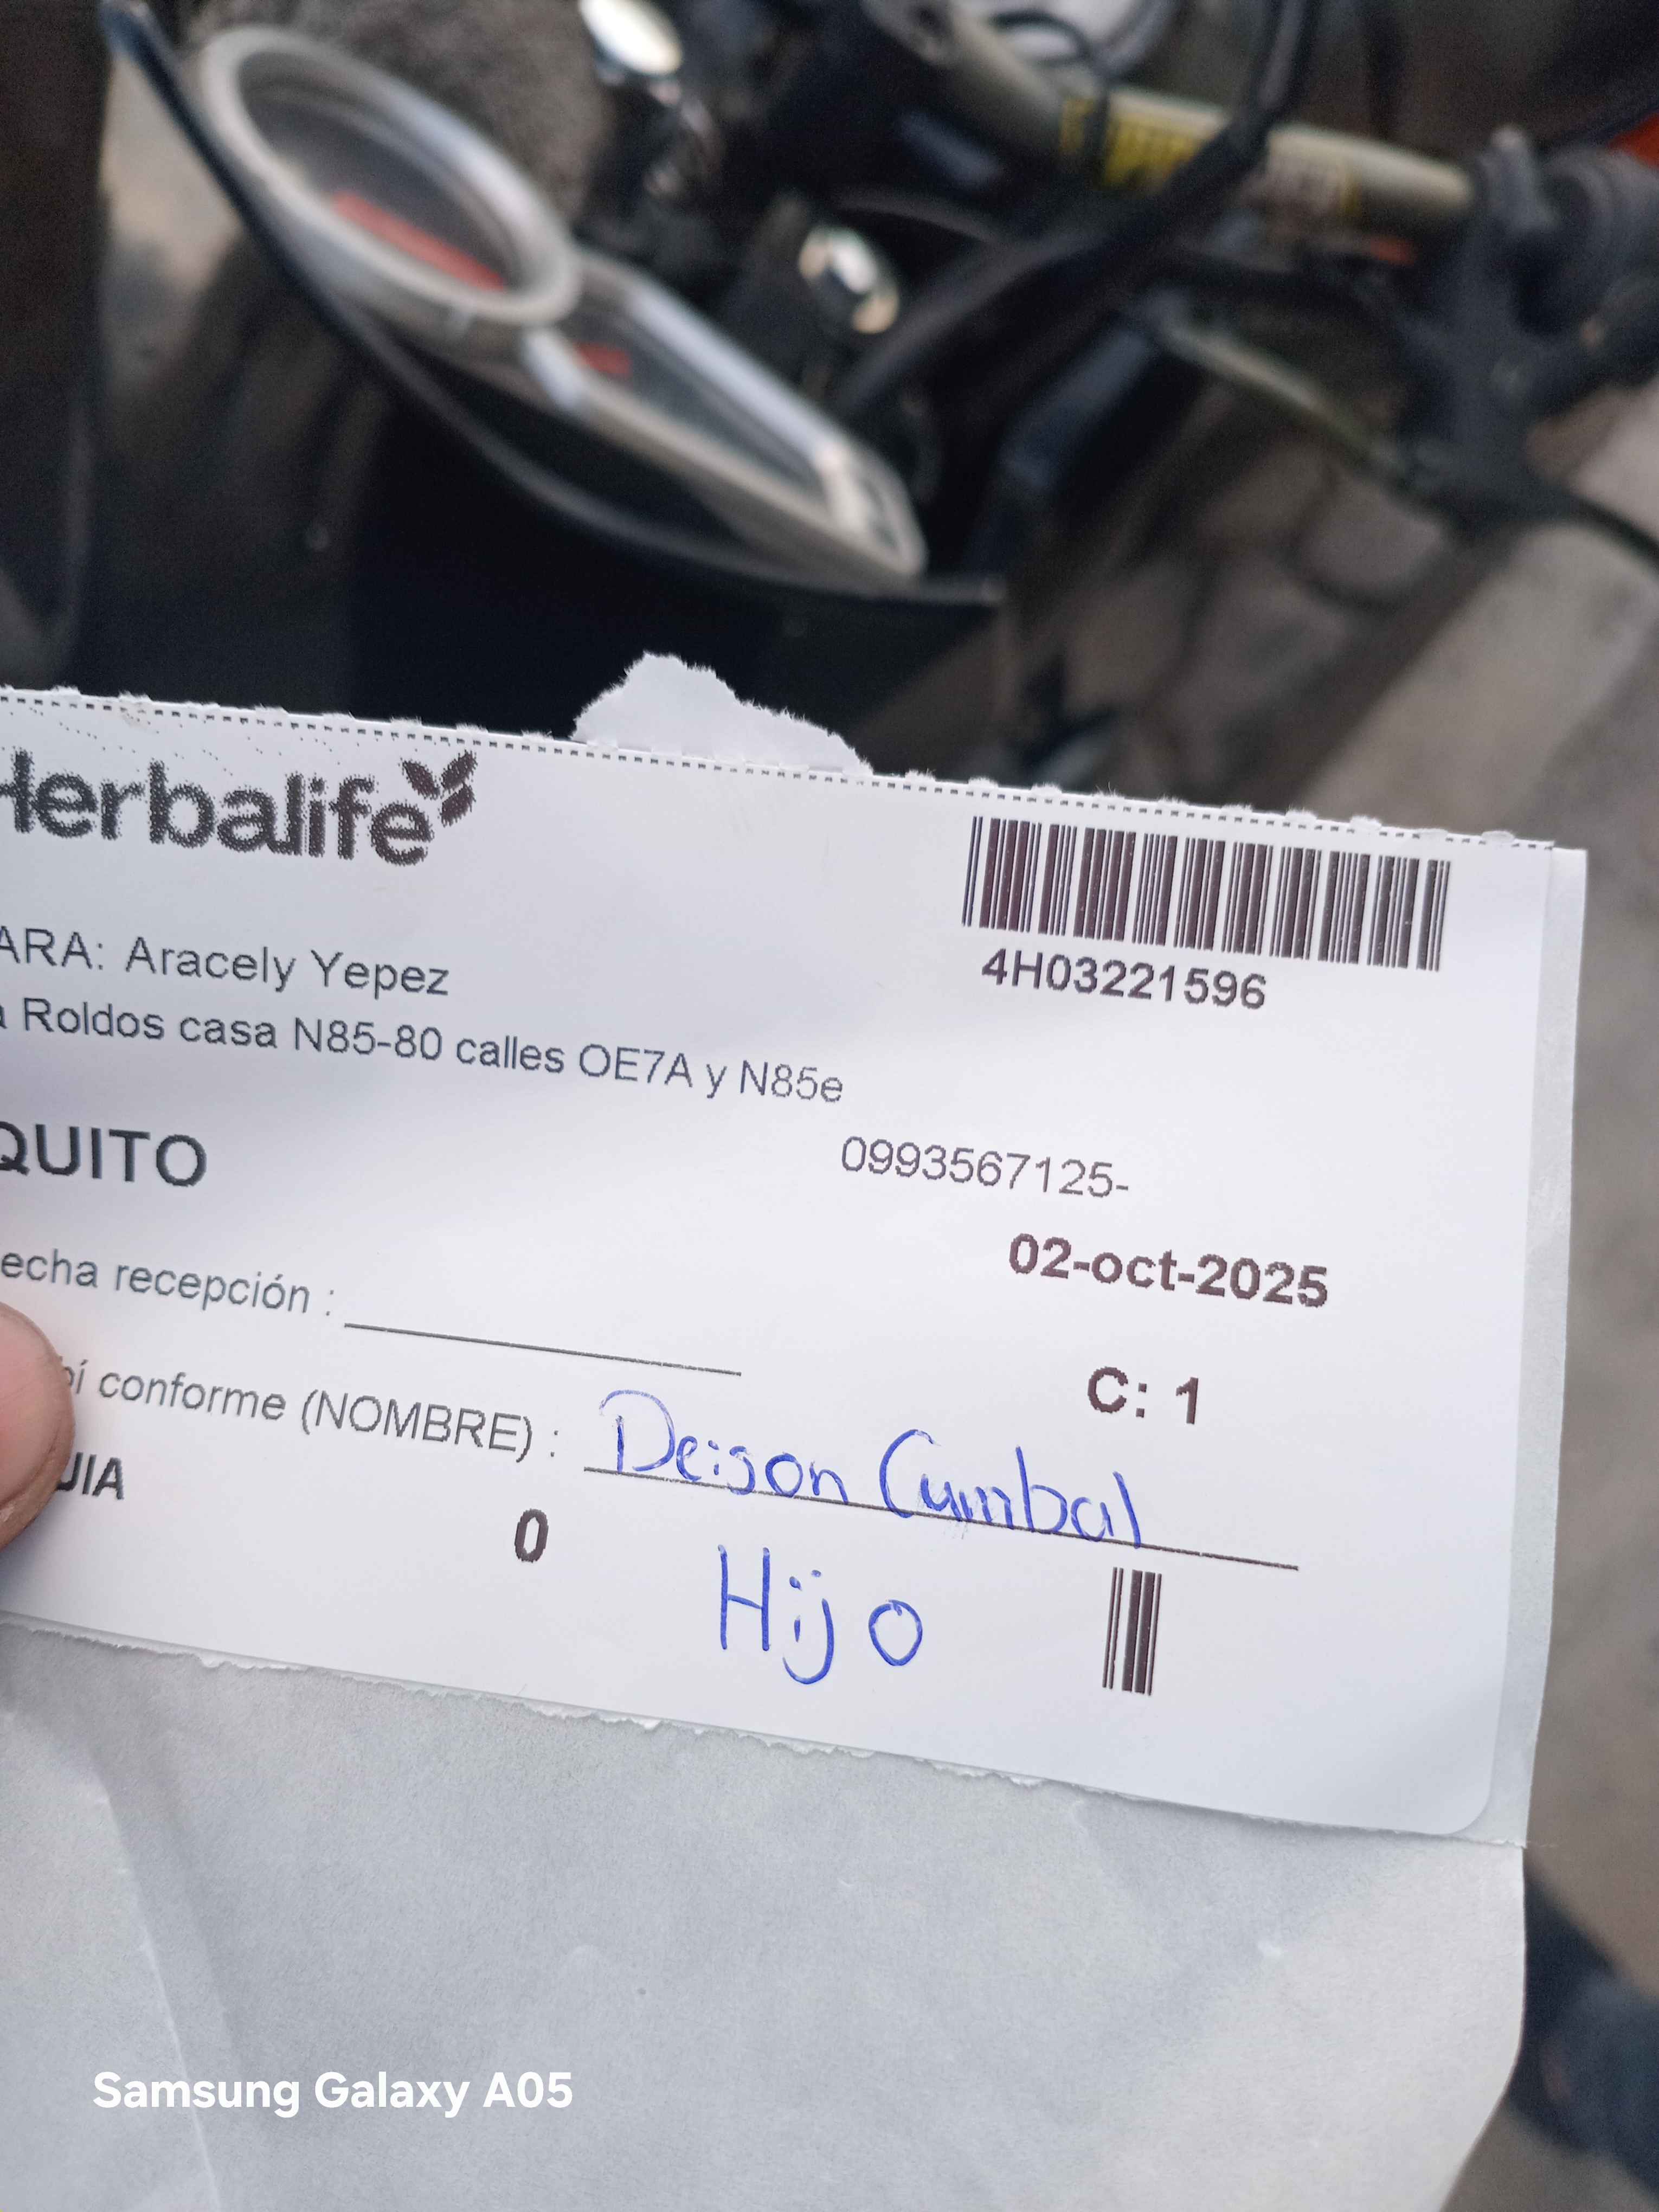 Herbalife
4H03221596
ARA: Aracely Yepez
a Roldos casa N85-80 calles OE7A y N85e
QUITO
0993567125-
02-oct-2025
echa recepción :
C: 1
bí conforme (NOMBRE) : Deison Cumbal
UIA
0
Hijo
Samsung Galaxy A05